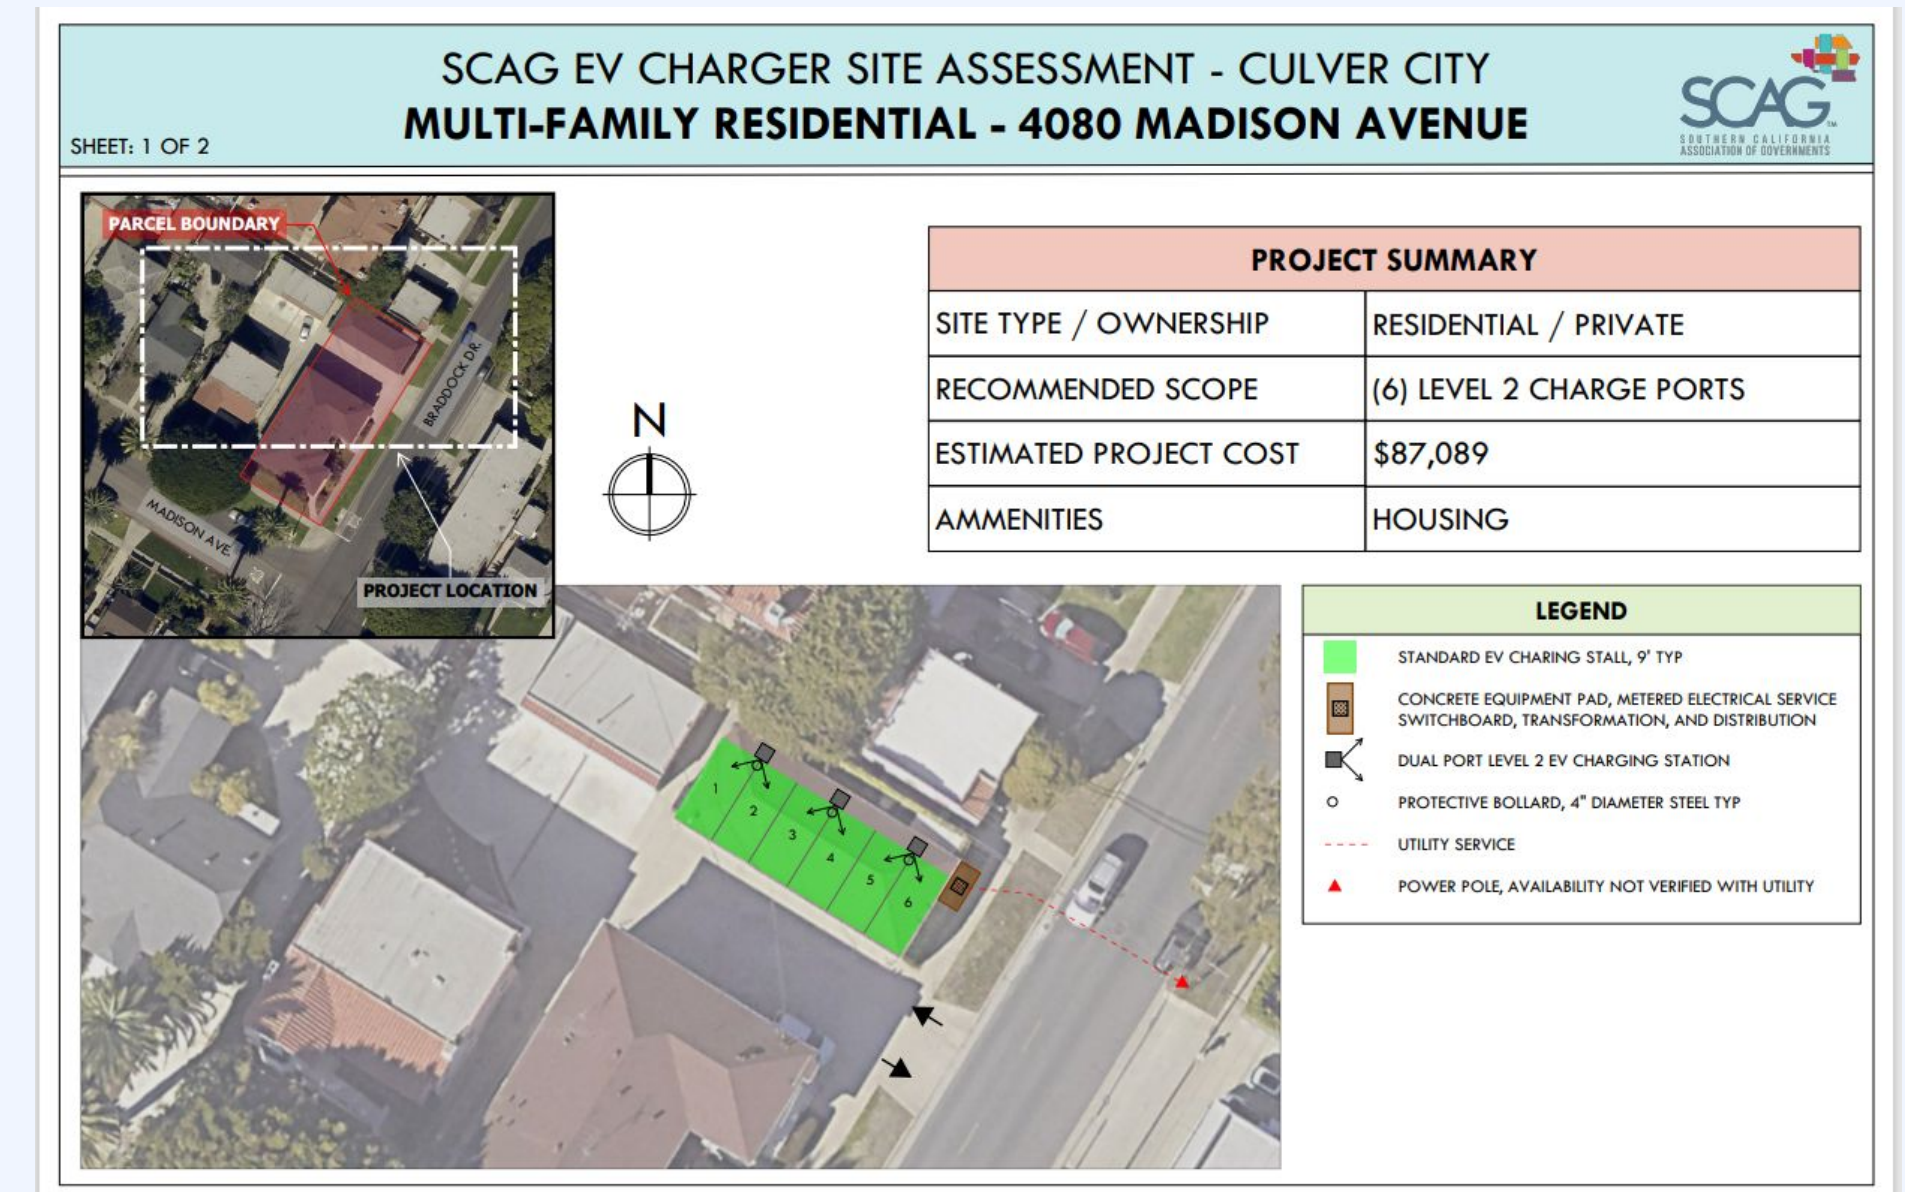 SCAG EV CHARGER SITE ASSESSMENT - CULVER CITY
MULTI-FAMILY RESIDENTIAL - 4080 MADISON AVENUE
SHEET: 1 OF 2
SCAG™
SOUTHERN CALIFORNIA
ASSOCIATION OF GOVERNMENTS
PARCEL BOUNDARY
BRADDOCK DR.
MADISON AVE.
PROJECT LOCATION
N
PROJECT SUMMARY
SITE TYPE / OWNERSHIP RESIDENTIAL / PRIVATE
RECOMMENDED SCOPE (6) LEVEL 2 CHARGE PORTS
ESTIMATED PROJECT COST $87,089
AMMENITIES HOUSING
LEGEND
STANDARD EV CHARING STALL, 9' TYP
CONCRETE EQUIPMENT PAD, METERED ELECTRICAL SERVICE
SWITCHBOARD, TRANSFORMATION, AND DISTRIBUTION
DUAL PORT LEVEL 2 EV CHARGING STATION
PROTECTIVE BOLLARD, 4" DIAMETER STEEL TYP
UTILITY SERVICE
POWER POLE, AVAILABILITY NOT VERIFIED WITH UTILITY
1
2
3
4
5
6